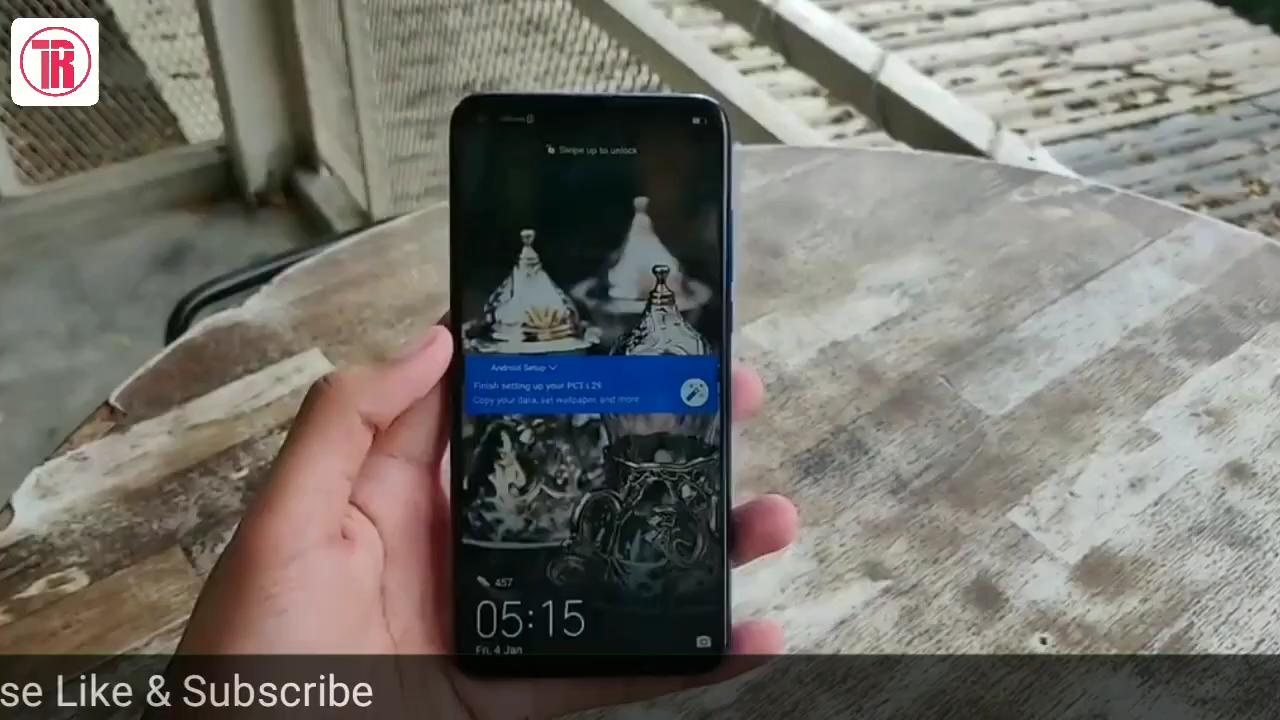 TR
Swipe up to unlock
Android Setup
Finish setting up your PCT-L29
Copy your data, set wallpaper, and more
457
05:15
Fri, 4 Jan
se Like & Subscribe